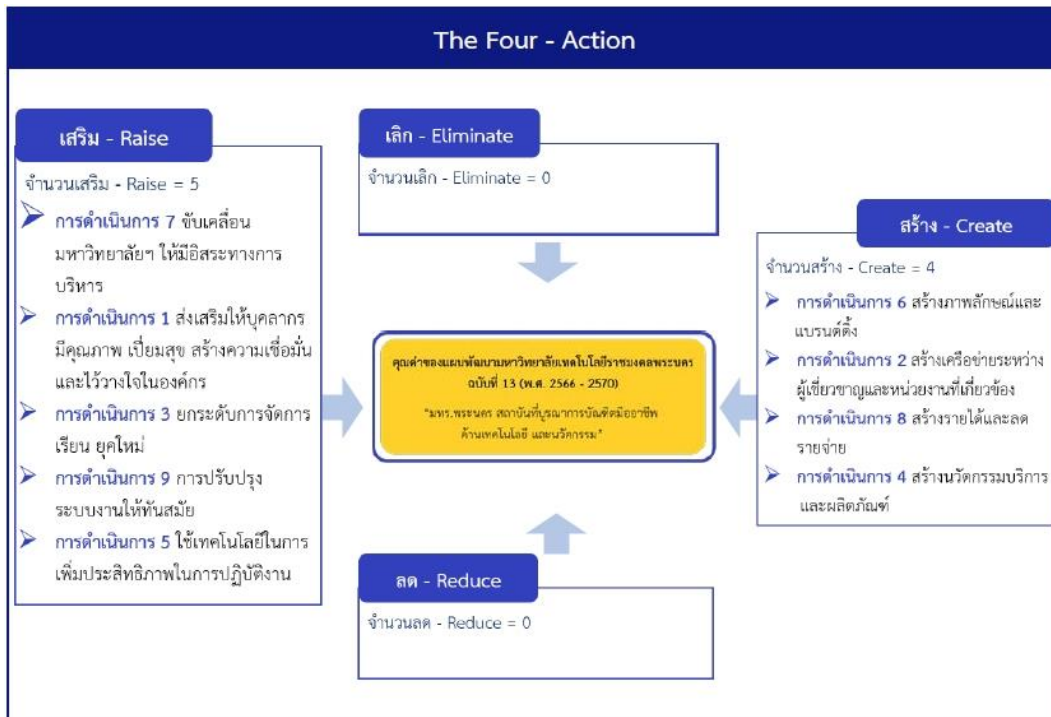 The Four - Action
เสริม - Raise
จำนวนเสริม - Raise = 5
การดำเนินการ 7 ขับเคลื่อน
มหาวิทยาลัยฯ ให้มีอิสระทางการ
บริหาร
การดำเนินการ 1 ส่งเสริมให้บุคลากร
มีคุณภาพ เปี่ยมสุข สร้างความเชื่อมั่น
และไว้วางใจในองค์กร
การดำเนินการ 3 ยกระดับการจัดการ
เรียน ยุคใหม่
การดำเนินการ 9 การปรับปรุง
ระบบงานให้ทันสมัย
การดำเนินการ 5 ใช้เทคโนโลยีในการ
เพิ่มประสิทธิภาพในการปฏิบัติงาน
เลิก - Eliminate
จำนวนเลิก - Eliminate = 0
คุณค่าของแผนพัฒนามหาวิทยาลัยเทคโนโลยีราชมงคลพระนคร
ฉบับที่ 13 (พ.ศ. 2566 - 2570)
"มทร.พระนคร สถาบันที่บูรณาการบัณฑิตมืออาชีพ
ด้านเทคโนโลยี และนวัตกรรม"
ลด - Reduce
จำนวนลด - Reduce = 0
สร้าง - Create
จำนวนสร้าง - Create = 4
การดำเนินการ 6 สร้างภาพลักษณ์และ
แบรนด์ดิ้ง
การดำเนินการ 2 สร้างเครือข่ายระหว่าง
ผู้เชี่ยวชาญและหน่วยงานที่เกี่ยวข้อง
การดำเนินการ 8 สร้างรายได้และลด
รายจ่าย
การดำเนินการ 4 สร้างนวัตกรรมบริการ
และผลิตภัณฑ์